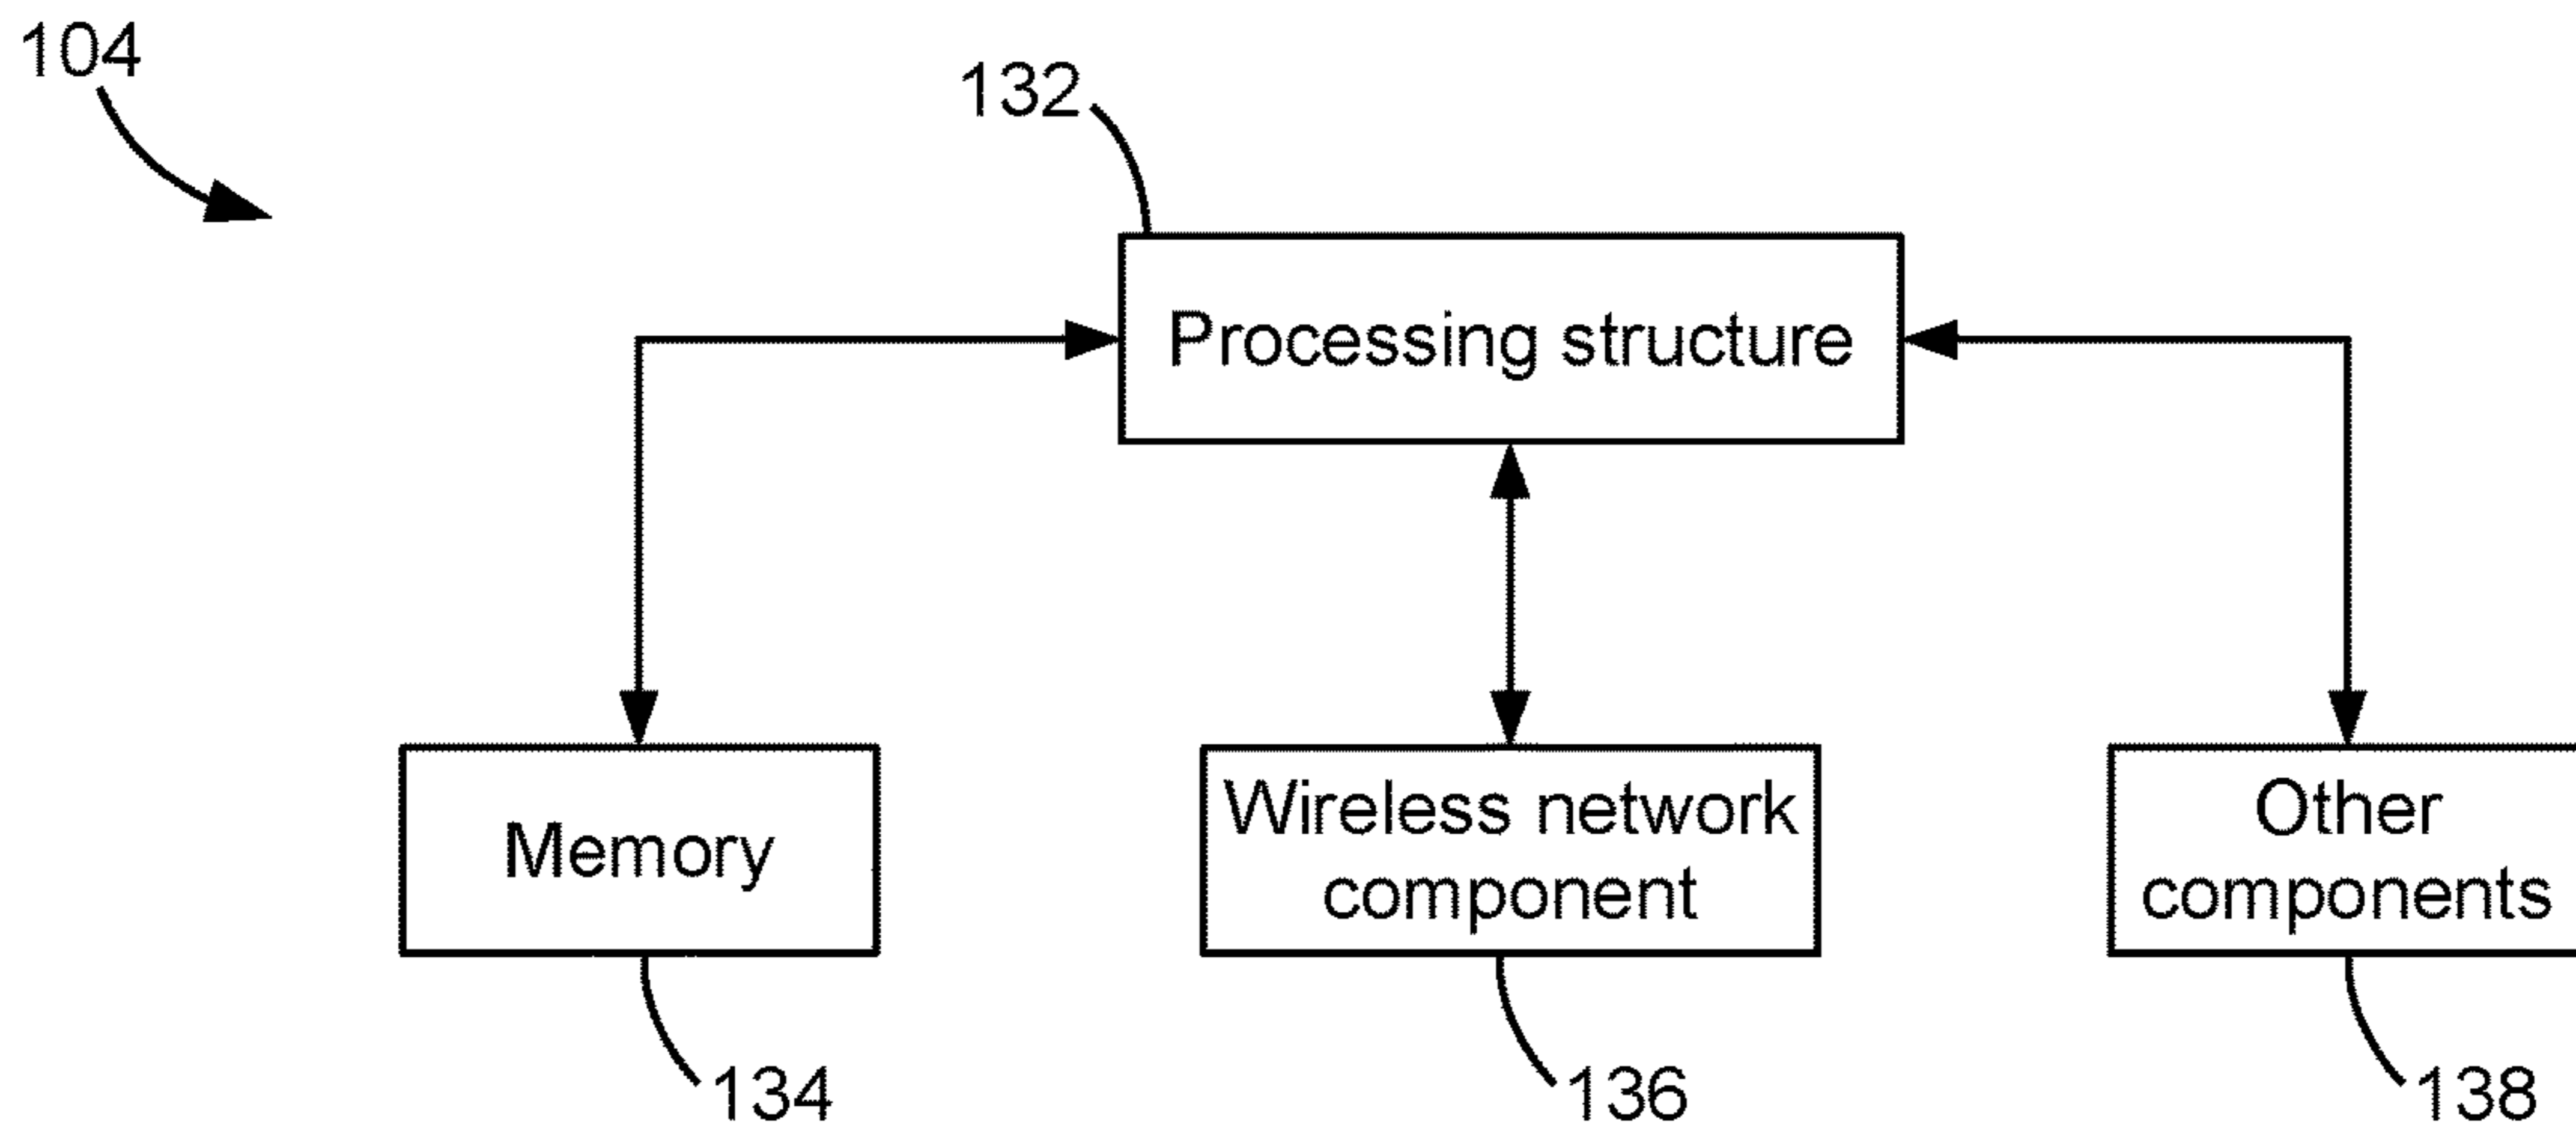 104
132
Processing structure
Memory
Wireless network
component
Other
components
134
136
138